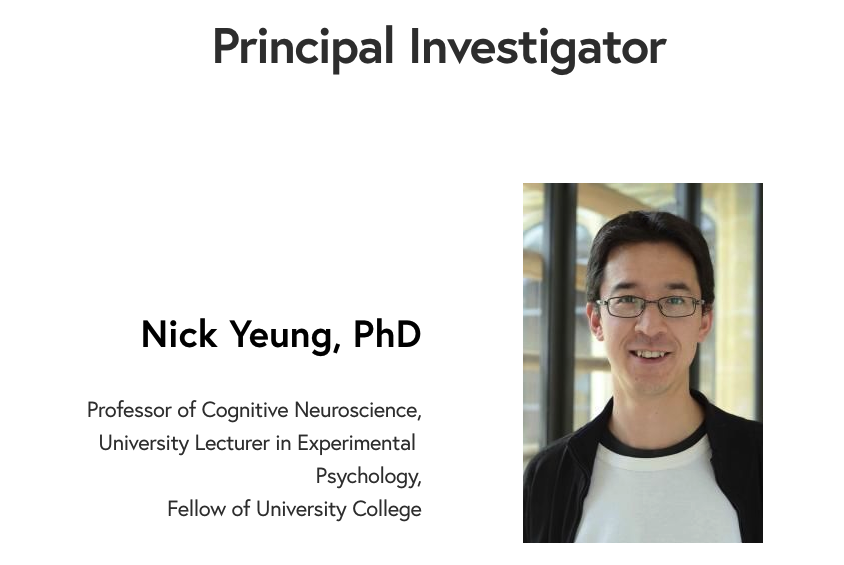 Principal Investigator
Nick Yeung, PhD
Professor of Cognitive Neuroscience,
University Lecturer in Experimental
Psychology,
Fellow of University College